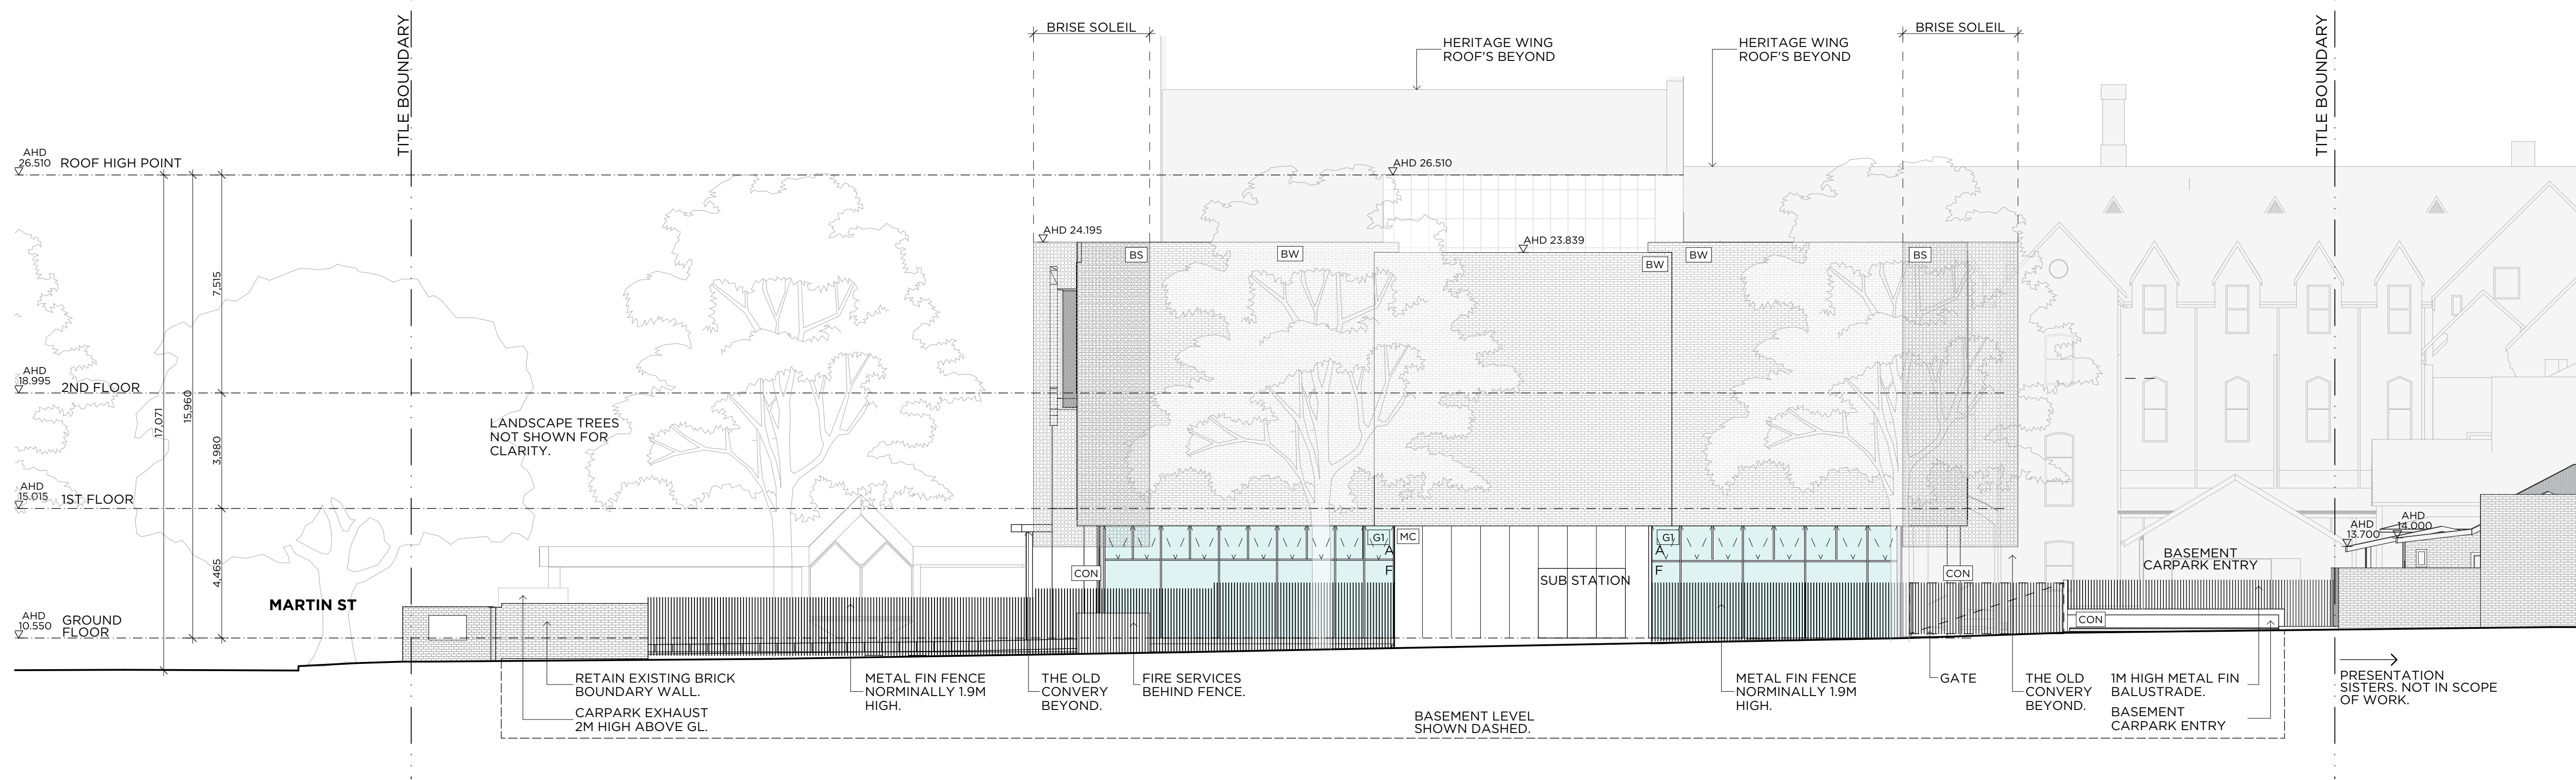 TITLE BOUNDARY
BRISE SOLEIL
HERITAGE WING
ROOF'S BEYOND
HERITAGE WING
ROOF'S BEYOND
BRISE SOLEIL
TITLE BOUNDARY
AHD
26.510
ROOF HIGH POINT
AHD 26.510
AHD 24.195
AHD 23.839
BS
BW
BW
BW
BS
7,515
AHD
18.995
2ND FLOOR
17,071
15,960
3,980
LANDSCAPE TREES
NOT SHOWN FOR
CLARITY.
AHD
15.015
1ST FLOOR
4,465
G1
A
F
MC
G1
A
F
CON
SUB STATION
CON
BASEMENT
CARPARK ENTRY
AHD
13.700
AHD
14.000
MARTIN ST
AHD
10.550
GROUND
FLOOR
CON
RETAIN EXISTING BRICK
BOUNDARY WALL.
CARPARK EXHAUST
2M HIGH ABOVE GL.
METAL FIN FENCE
NORMINALLY 1.9M
HIGH.
THE OLD
CONVERY
BEYOND.
FIRE SERVICES
BEHIND FENCE.
BASEMENT LEVEL
SHOWN DASHED.
METAL FIN FENCE
NORMINALLY 1.9M
HIGH.
GATE
THE OLD
CONVERY
BEYOND.
1M HIGH METAL FIN
BALUSTRADE.
BASEMENT
CARPARK ENTRY
PRESENTATION
SISTERS. NOT IN SCOPE
OF WORK.